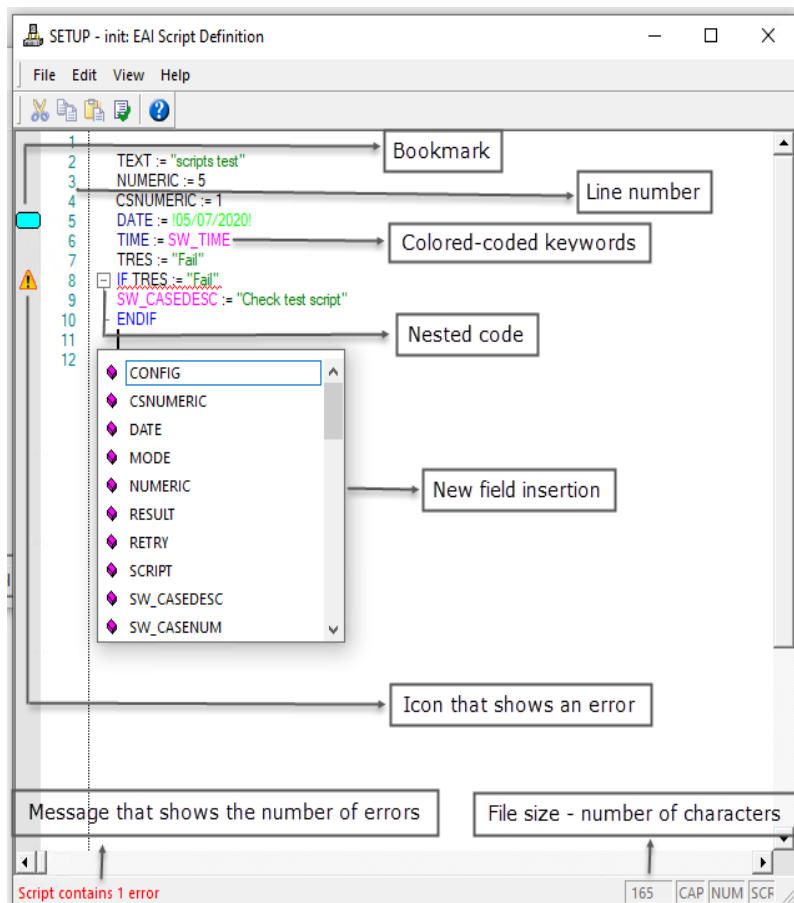 SETUP - init: EAI Script Definition
File Edit View Help
1
Bookmark
2 TEXT := "scripts test"
3 NUMERIC := 5
Line number
4 CSNUMERIC := 1
5 DATE := !05/07/2020!
6 TIME := SW_TIME
Colored-coded keywords
7 TRES := "Fail"
8 IF TRES := "Fail"
9 SW_CASEDESC := "Check test script"
10 ENDIF
Nested code
11
12
CONFIG
CSNUMERIC
DATE
MODE
NUMERIC
New field insertion
RESULT
RETRY
SCRIPT
SW_CASEDESC
SW_CASENUM
Icon that shows an error
Message that shows the number of errors
File size - number of characters
Script contains 1 error
165 CAP NUM SCR